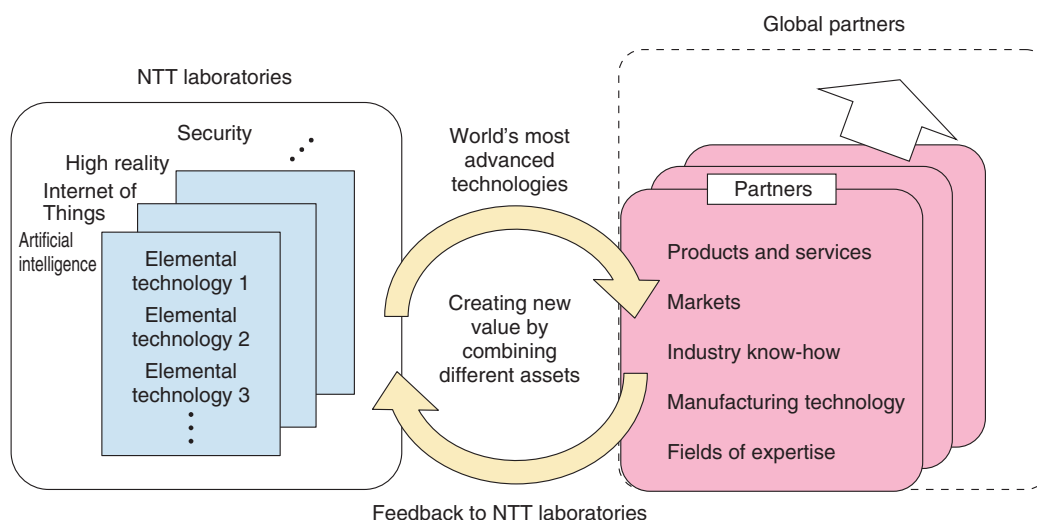 Global partners
NTT laboratories
Security
High reality
Internet of
Things
Artificial
intelligence
Elemental
technology 1
Elemental
technology 2
Elemental
technology 3
World's most
advanced
technologies
Creating new
value by
combining
different assets
Partners
Products and services
Markets
Industry know-how
Manufacturing technology
Fields of expertise
Feedback to NTT laboratories